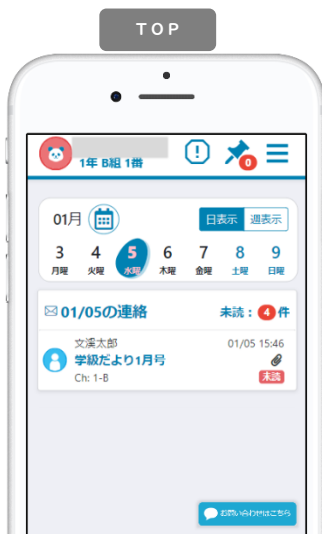 TOP
1年 B組 1番
0
01月
日表示 週表示
3 4 5 6 7 8 9
月曜 火曜 水曜 木曜 金曜 土曜 日曜
01/05の連絡 未読：4件
文溪太郎 01/05 15:46
学級だより1月号
Ch: 1-B 未読
お問い合わせはこちら